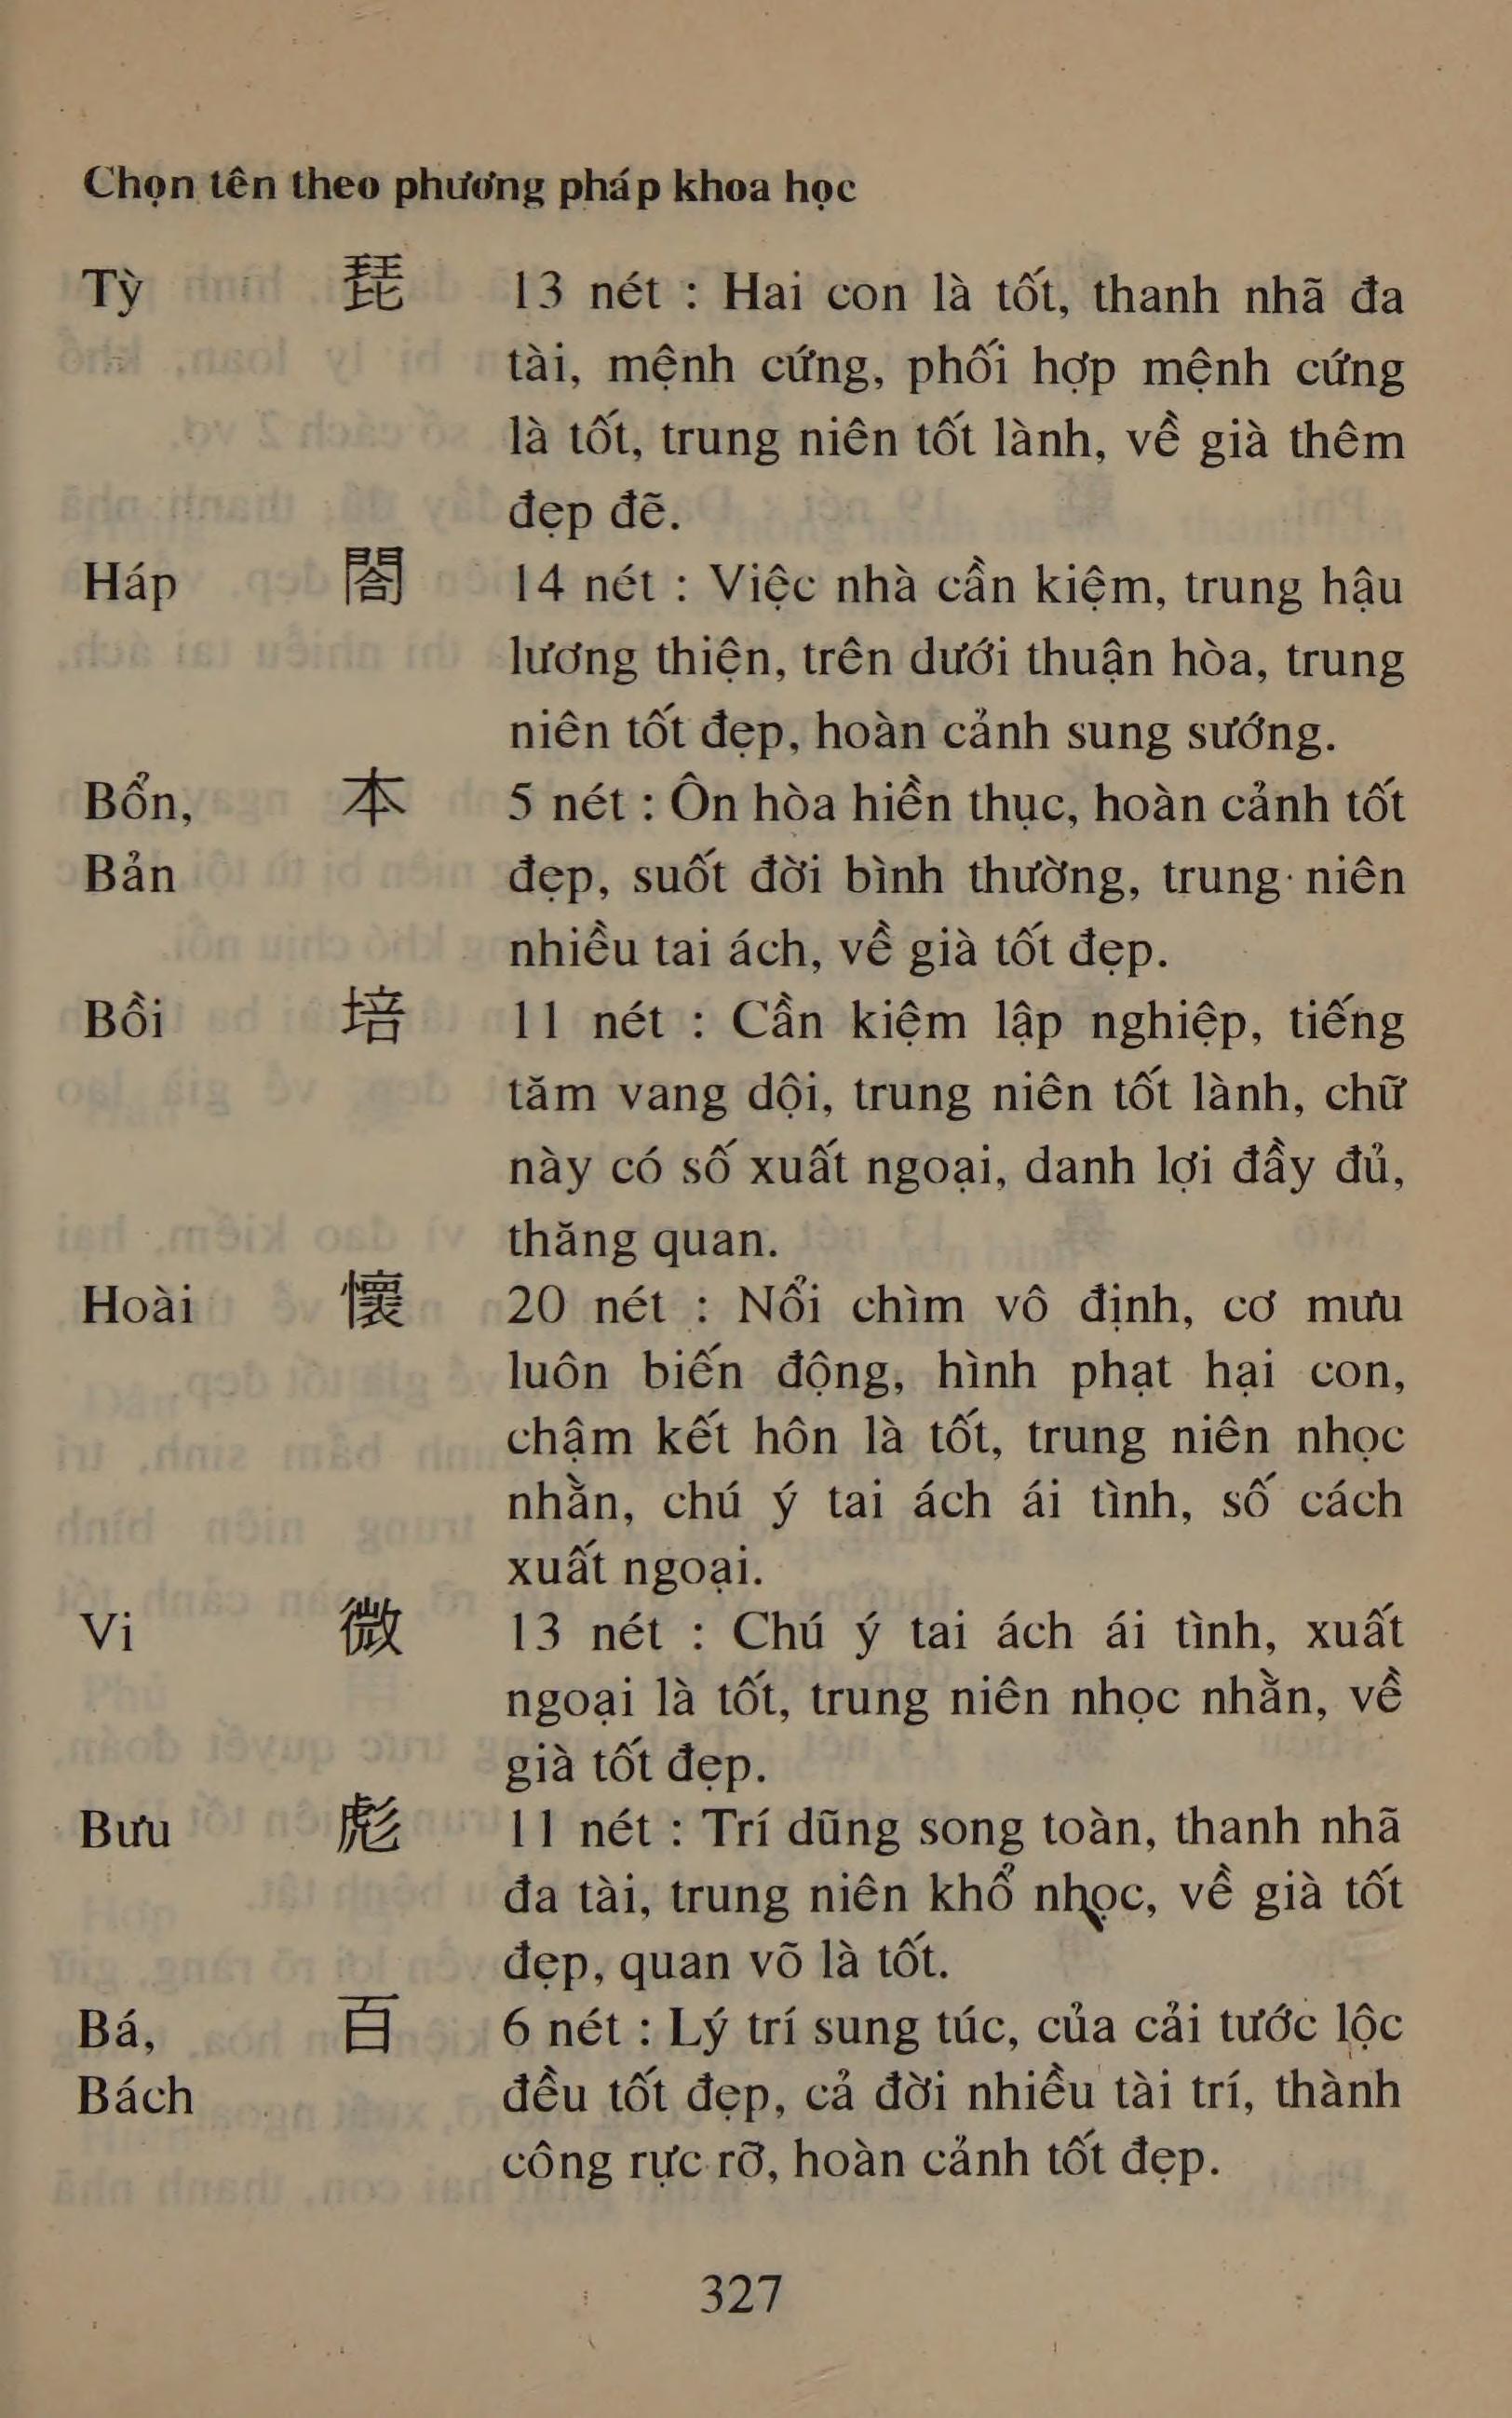 Chọn tên theo phương pháp khoa học
Tỳ 琵 13 nét : Hai con là tốt, thanh nhã đa
tài, mệnh cứng, phối hợp mệnh cứng
là tốt, trung niên tốt lành, về già thêm
đẹp đẽ.
Háp 閤 14 nét : Việc nhà cần kiệm, trung hậu
lương thiện, trên dưới thuận hòa, trung
niên tốt đẹp, hoàn cảnh sung sướng.
Bổn, 本 5 nét : Ôn hòa hiền thục, hoàn cảnh tốt
Bản đẹp, suốt đời bình thường, trung niên
nhiều tai ách, về già tốt đẹp.
Bồi 培 11 nét : Cần kiệm lập nghiệp, tiếng
tăm vang dội, trung niên tốt lành, chữ
này có số xuất ngoại, danh lợi đầy đủ,
thăng quan.
Hoài 懷 20 nét : Nổi chìm vô định, cơ mưu
luôn biến động, hình phạt hại con,
chậm kết hôn là tốt, trung niên nhọc
nhằn, chú ý tai ách ái tình, số cách
xuất ngoại.
Vi 微 13 nét : Chú ý tai ách ái tình, xuất
ngoại là tốt, trung niên nhọc nhằn, về
già tốt đẹp.
Bưu 彪 11 nét : Trí dũng song toàn, thanh nhã
đa tài, trung niên khổ nhọc, về già tốt
đẹp, quan võ là tốt.
Bá, 百 6 nét : Lý trí sung túc, của cải tước lộc
Bách đều tốt đẹp, cả đời nhiều tài trí, thành
công rực rỡ, hoàn cảnh tốt đẹp.
327